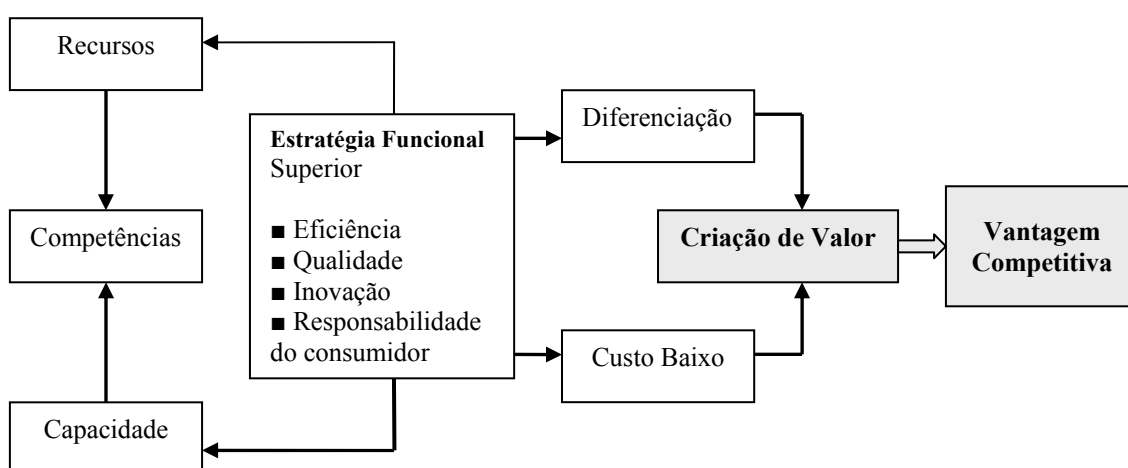 Recursos
Competências
Capacidade
Estratégia Funcional
Superior
■ Eficiência
■ Qualidade
■ Inovação
■ Responsabilidade
do consumidor
Diferenciação
Custo Baixo
Criação de Valor
Vantagem
Competitiva